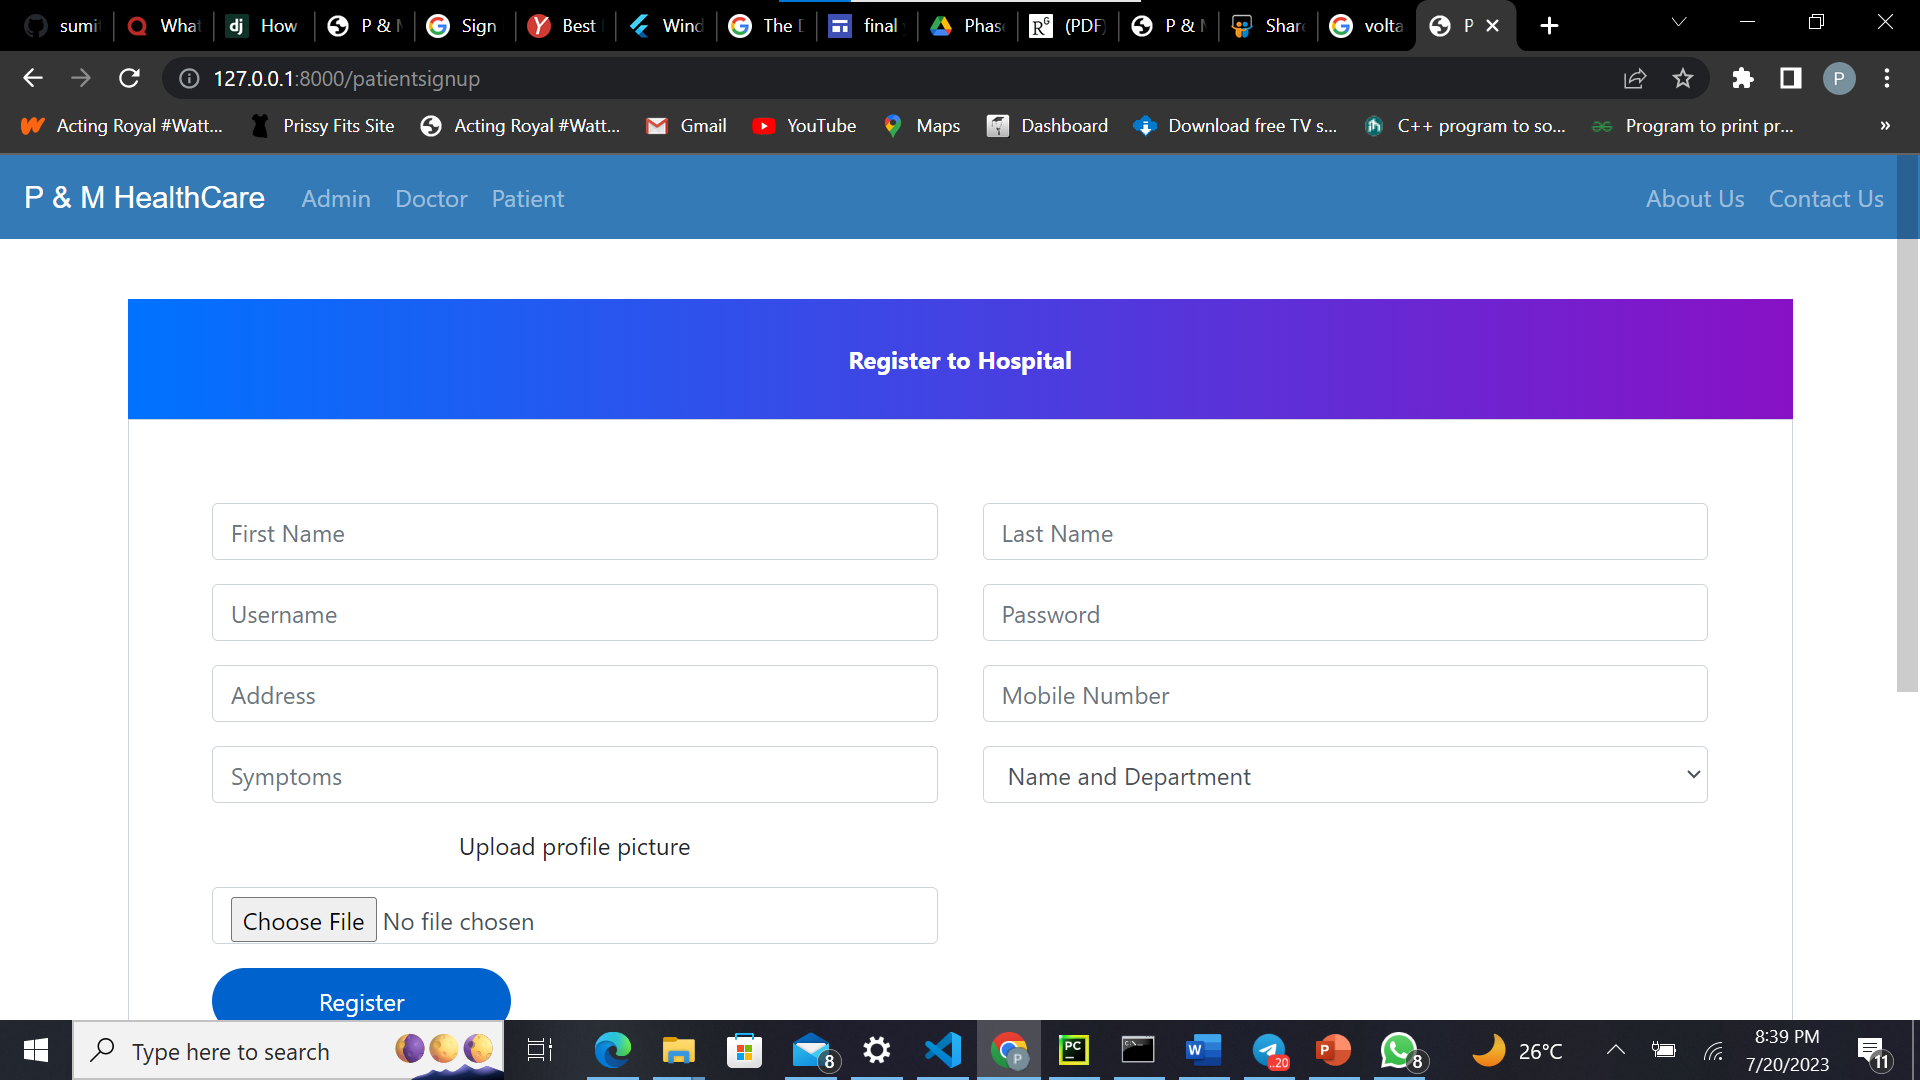 sumi What How P & M Sign Best Wind The D final Phas (PDF) P & M Shar volta P
127.0.0.1:8000/patientsignup P
Acting Royal #Watt... Prissy Fits Site Acting Royal #Watt... Gmail YouTube Maps Dashboard Download free TV s... C++ program to so... Program to print pr... »
P & M HealthCare Admin Doctor Patient About Us Contact Us
Register to Hospital
First Name Last Name
Username Password
Address Mobile Number
Symptoms Name and Department
Upload profile picture
Choose File No file chosen
Register
Type here to search 8 P PC W ..20 P 8 26°C 8:39 PM
7/20/2023 11